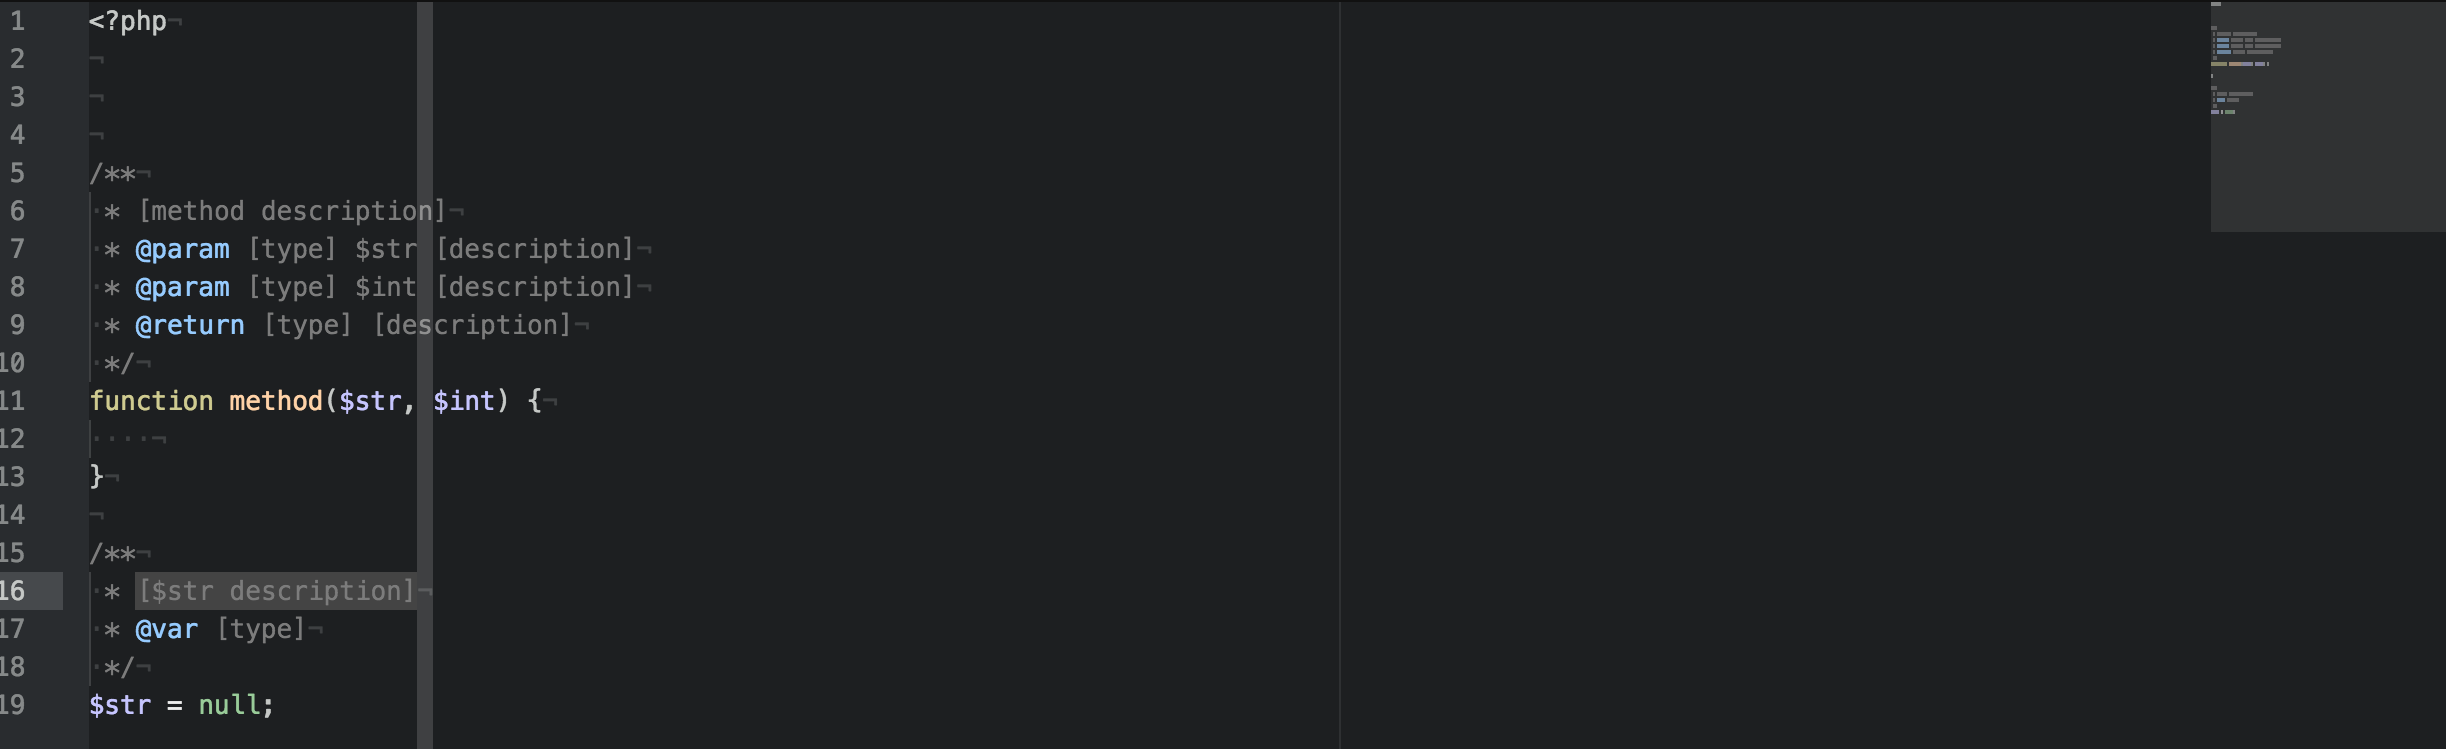 1 <?php¬
2 ¬
3 ¬
4 ¬
5 /**¬
6 ·* [method description]¬
7 ·* @param [type] $str [description]¬
8 ·* @param [type] $int [description]¬
9 ·* @return [type] [description]¬
10 ·*/¬
11 function method($str, $int) {¬
12 ····¬
13 }¬
14 ¬
15 /**¬
16 ·* [$str description]¬
17 ·* @var [type]¬
18 ·*/¬
19 $str = null;